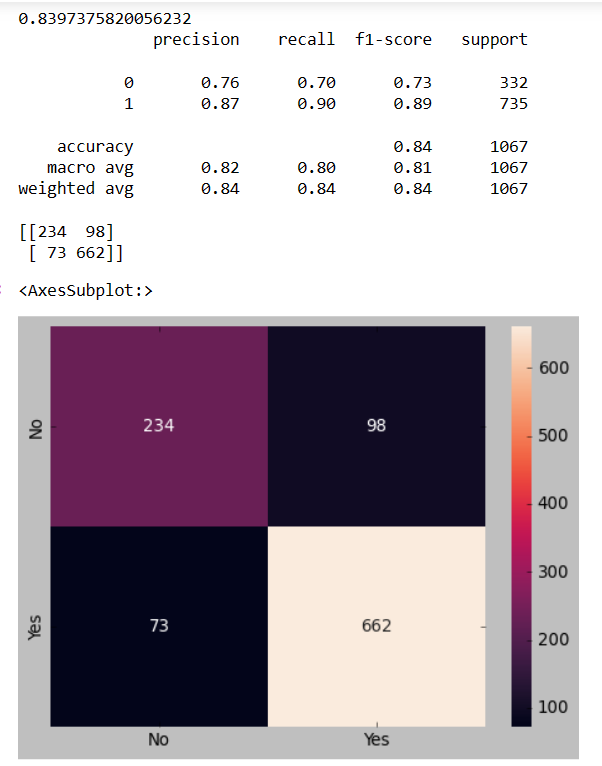 0.8397375820056232
precision recall f1-score support
0 0.76 0.70 0.73 332
1 0.87 0.90 0.89 735
accuracy 0.84 1067
macro avg 0.82 0.80 0.81 1067
weighted avg 0.84 0.84 0.84 1067
[[234 98]
[ 73 662]]
<AxesSubplot:>
No 234 98
Yes 73 662
No Yes
600
500
400
300
200
100